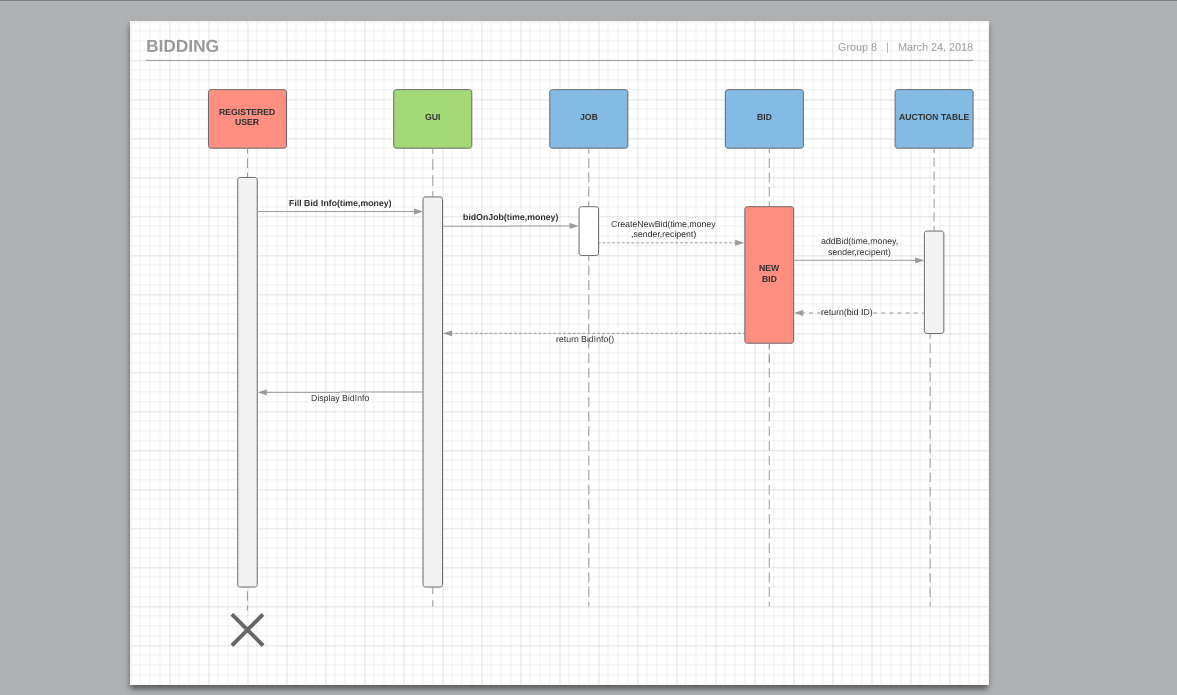 BIDDING
Group 8 | March 24, 2018
REGISTERED
USER
GUI
JOB
BID
AUCTION TABLE
Fill Bid Info(time,money)
bidOnJob(time,money)
CreateNewBid(time,money
,sender,recipent)
addBid(time,money,
sender,recipent)
NEW
BID
return(bid ID)
return BidInfo()
Display BidInfo